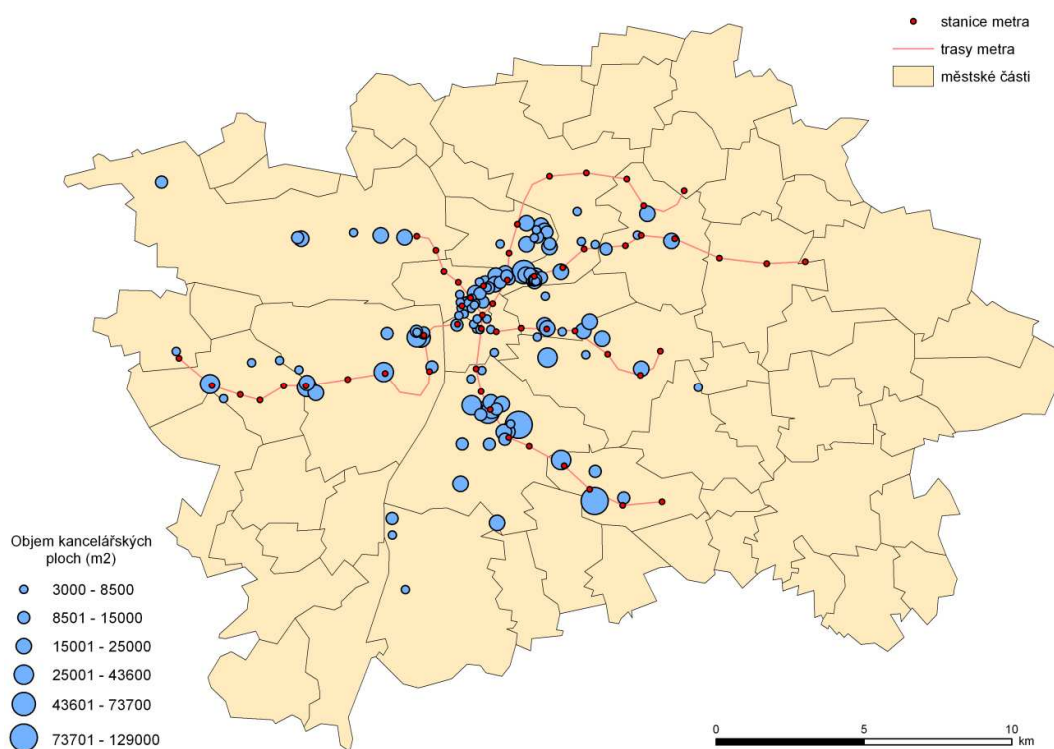 stanice metra
trasy metra
městské části
Objem kancelářských
ploch (m2)
3000 - 8500
8501 - 15000
15001 - 25000
25001 - 43600
43601 - 73700
73701 - 129000
0 10
km